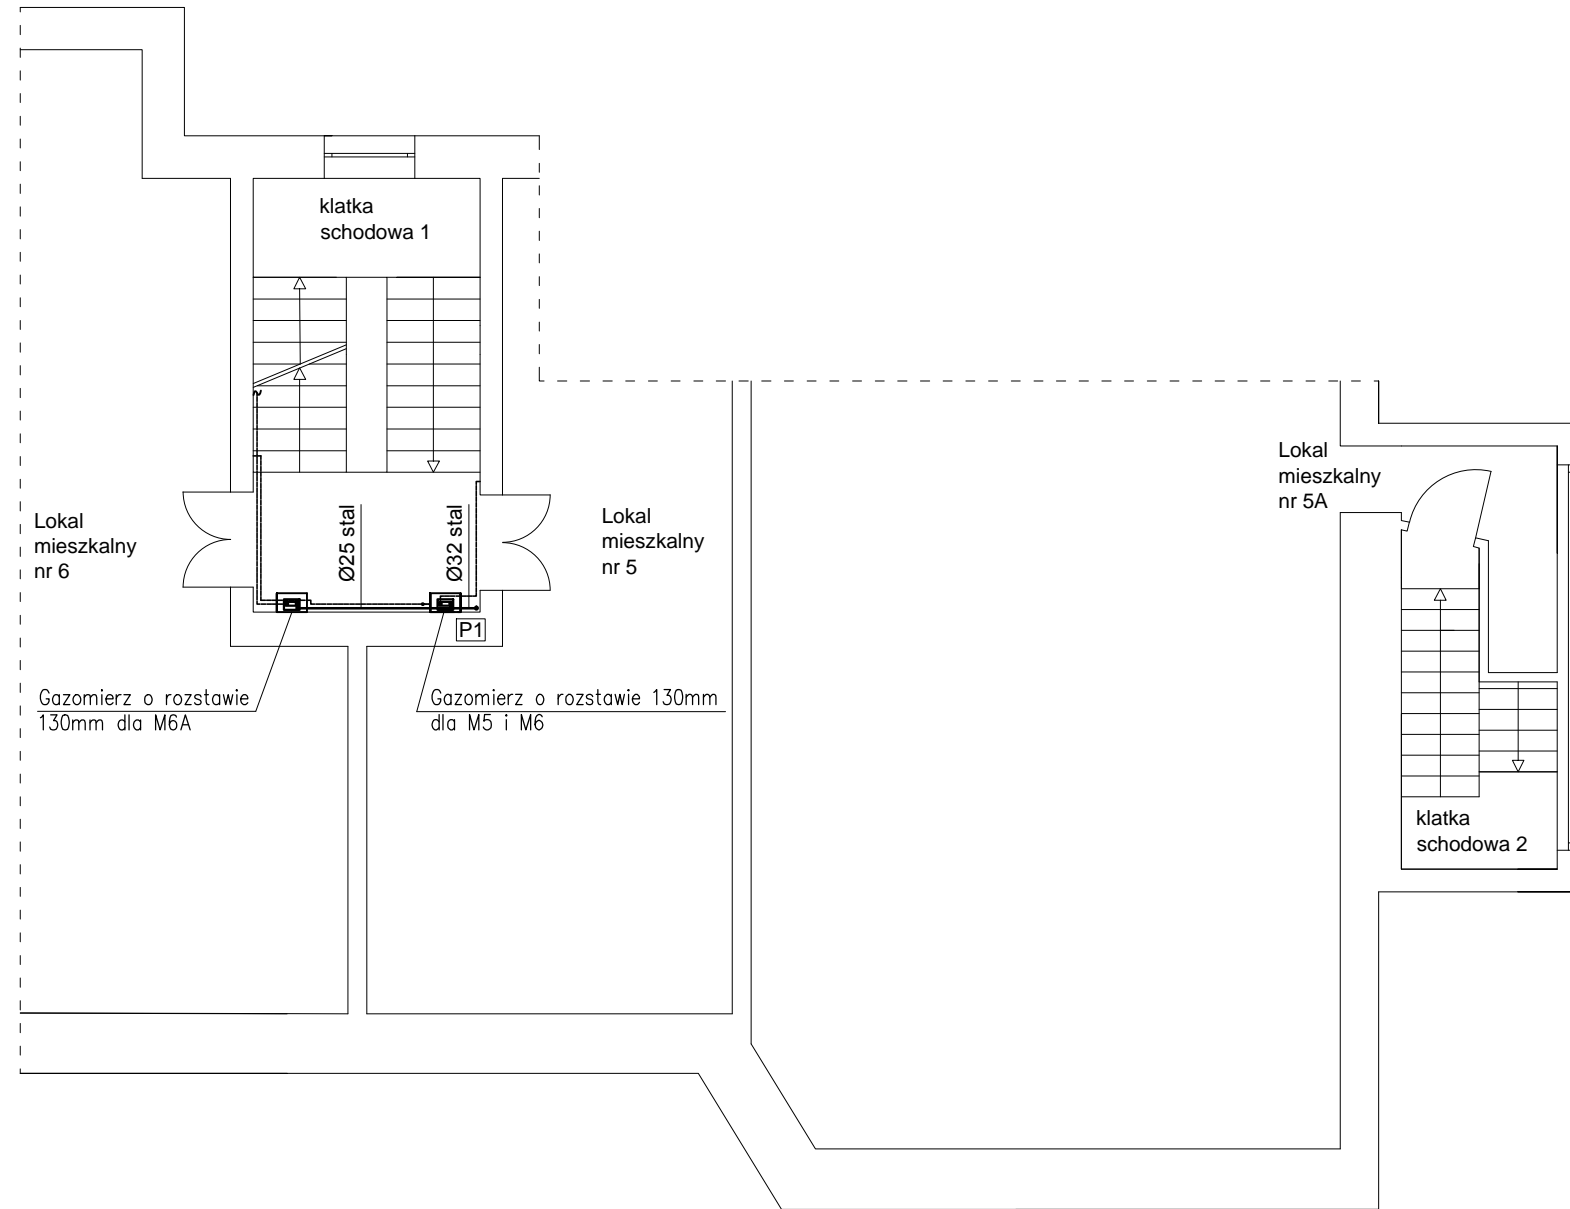 klatka
schodowa 1
Lokal
mieszkalny
nr 6
Ø25 stal
Ø32 stal
Lokal
mieszkalny
nr 5
P1
Gazomierz o rozstawie
130mm dla M6A
Gazomierz o rozstawie 130mm
dla M5 i M6
Lokal
mieszkalny
nr 5A
klatka
schodowa 2